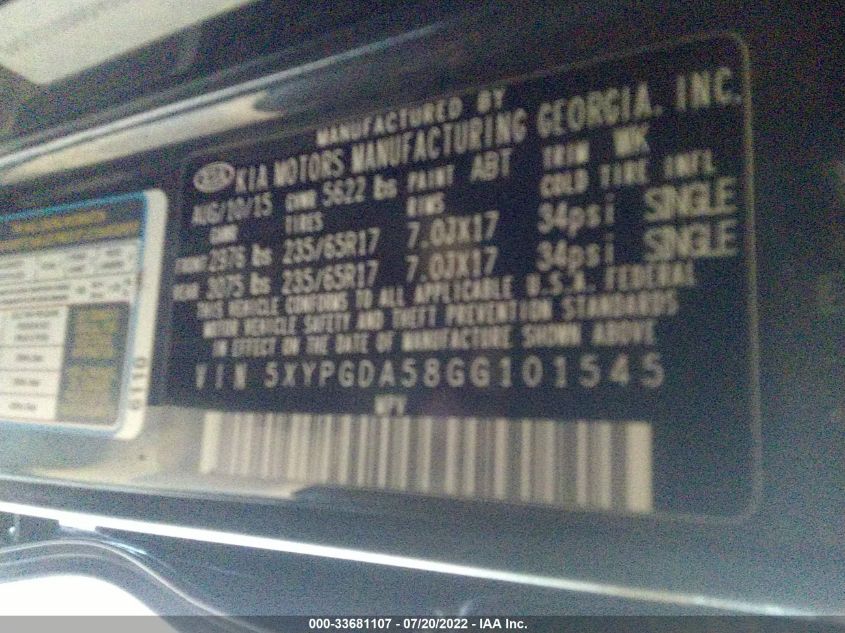 MANUFACTURED BY
KIA KIA MOTORS MANUFACTURING GEORGIA, INC.
AUG/10/15 GVWR 5622 lbs PAINT ABT TRIM WK
GAWR TIRES RIMS COLD TIRE INFL
FRONT 2976 lbs 235/65R17 7.0JX17 34psi SINGLE
REAR 3075 lbs 235/65R17 7.0JX17 34psi SINGLE
THIS VEHICLE CONFORMS TO ALL APPLICABLE U.S.A. FEDERAL
MOTOR VEHICLE SAFETY AND THEFT PREVENTION STANDARDS
IN EFFECT ON THE DATE OF MANUFACTURE SHOWN ABOVE
VIN 5XYPGDA58GG101545
MPV
6110
000-33681107 - 07/20/2022 - IAA Inc.